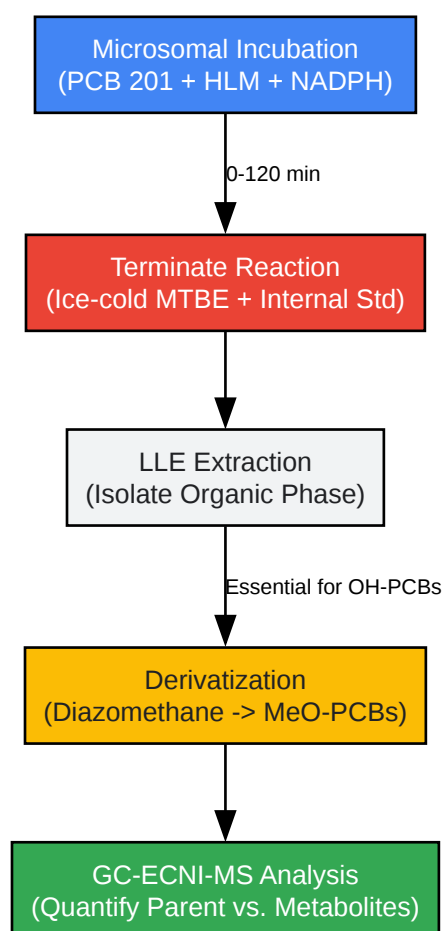 Microsomal Incubation
(PCB 201 + HLM + NADPH)
0-120 min
Terminate Reaction
(Ice-cold MTBE + Internal Std)
LLE Extraction
(Isolate Organic Phase)
Essential for OH-PCBs
Derivatization
(Diazomethane -> MeO-PCBs)
GC-ECNI-MS Analysis
(Quantify Parent vs. Metabolites)